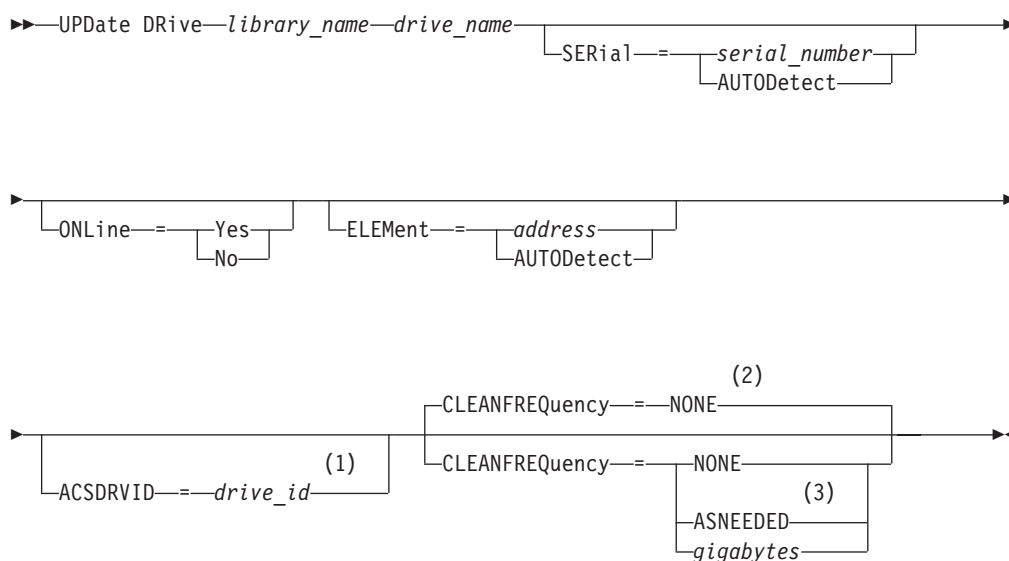 UPDate DRive library_name drive_name
SERial = serial_number
AUTODetect
ONLine = Yes
No
ELEMent = address
AUTODetect
ACSDRVID = drive_id (1)
CLEANFREQuency = NONE (2)
CLEANFREQuency = NONE
ASNEEDED (3)
gigabytes